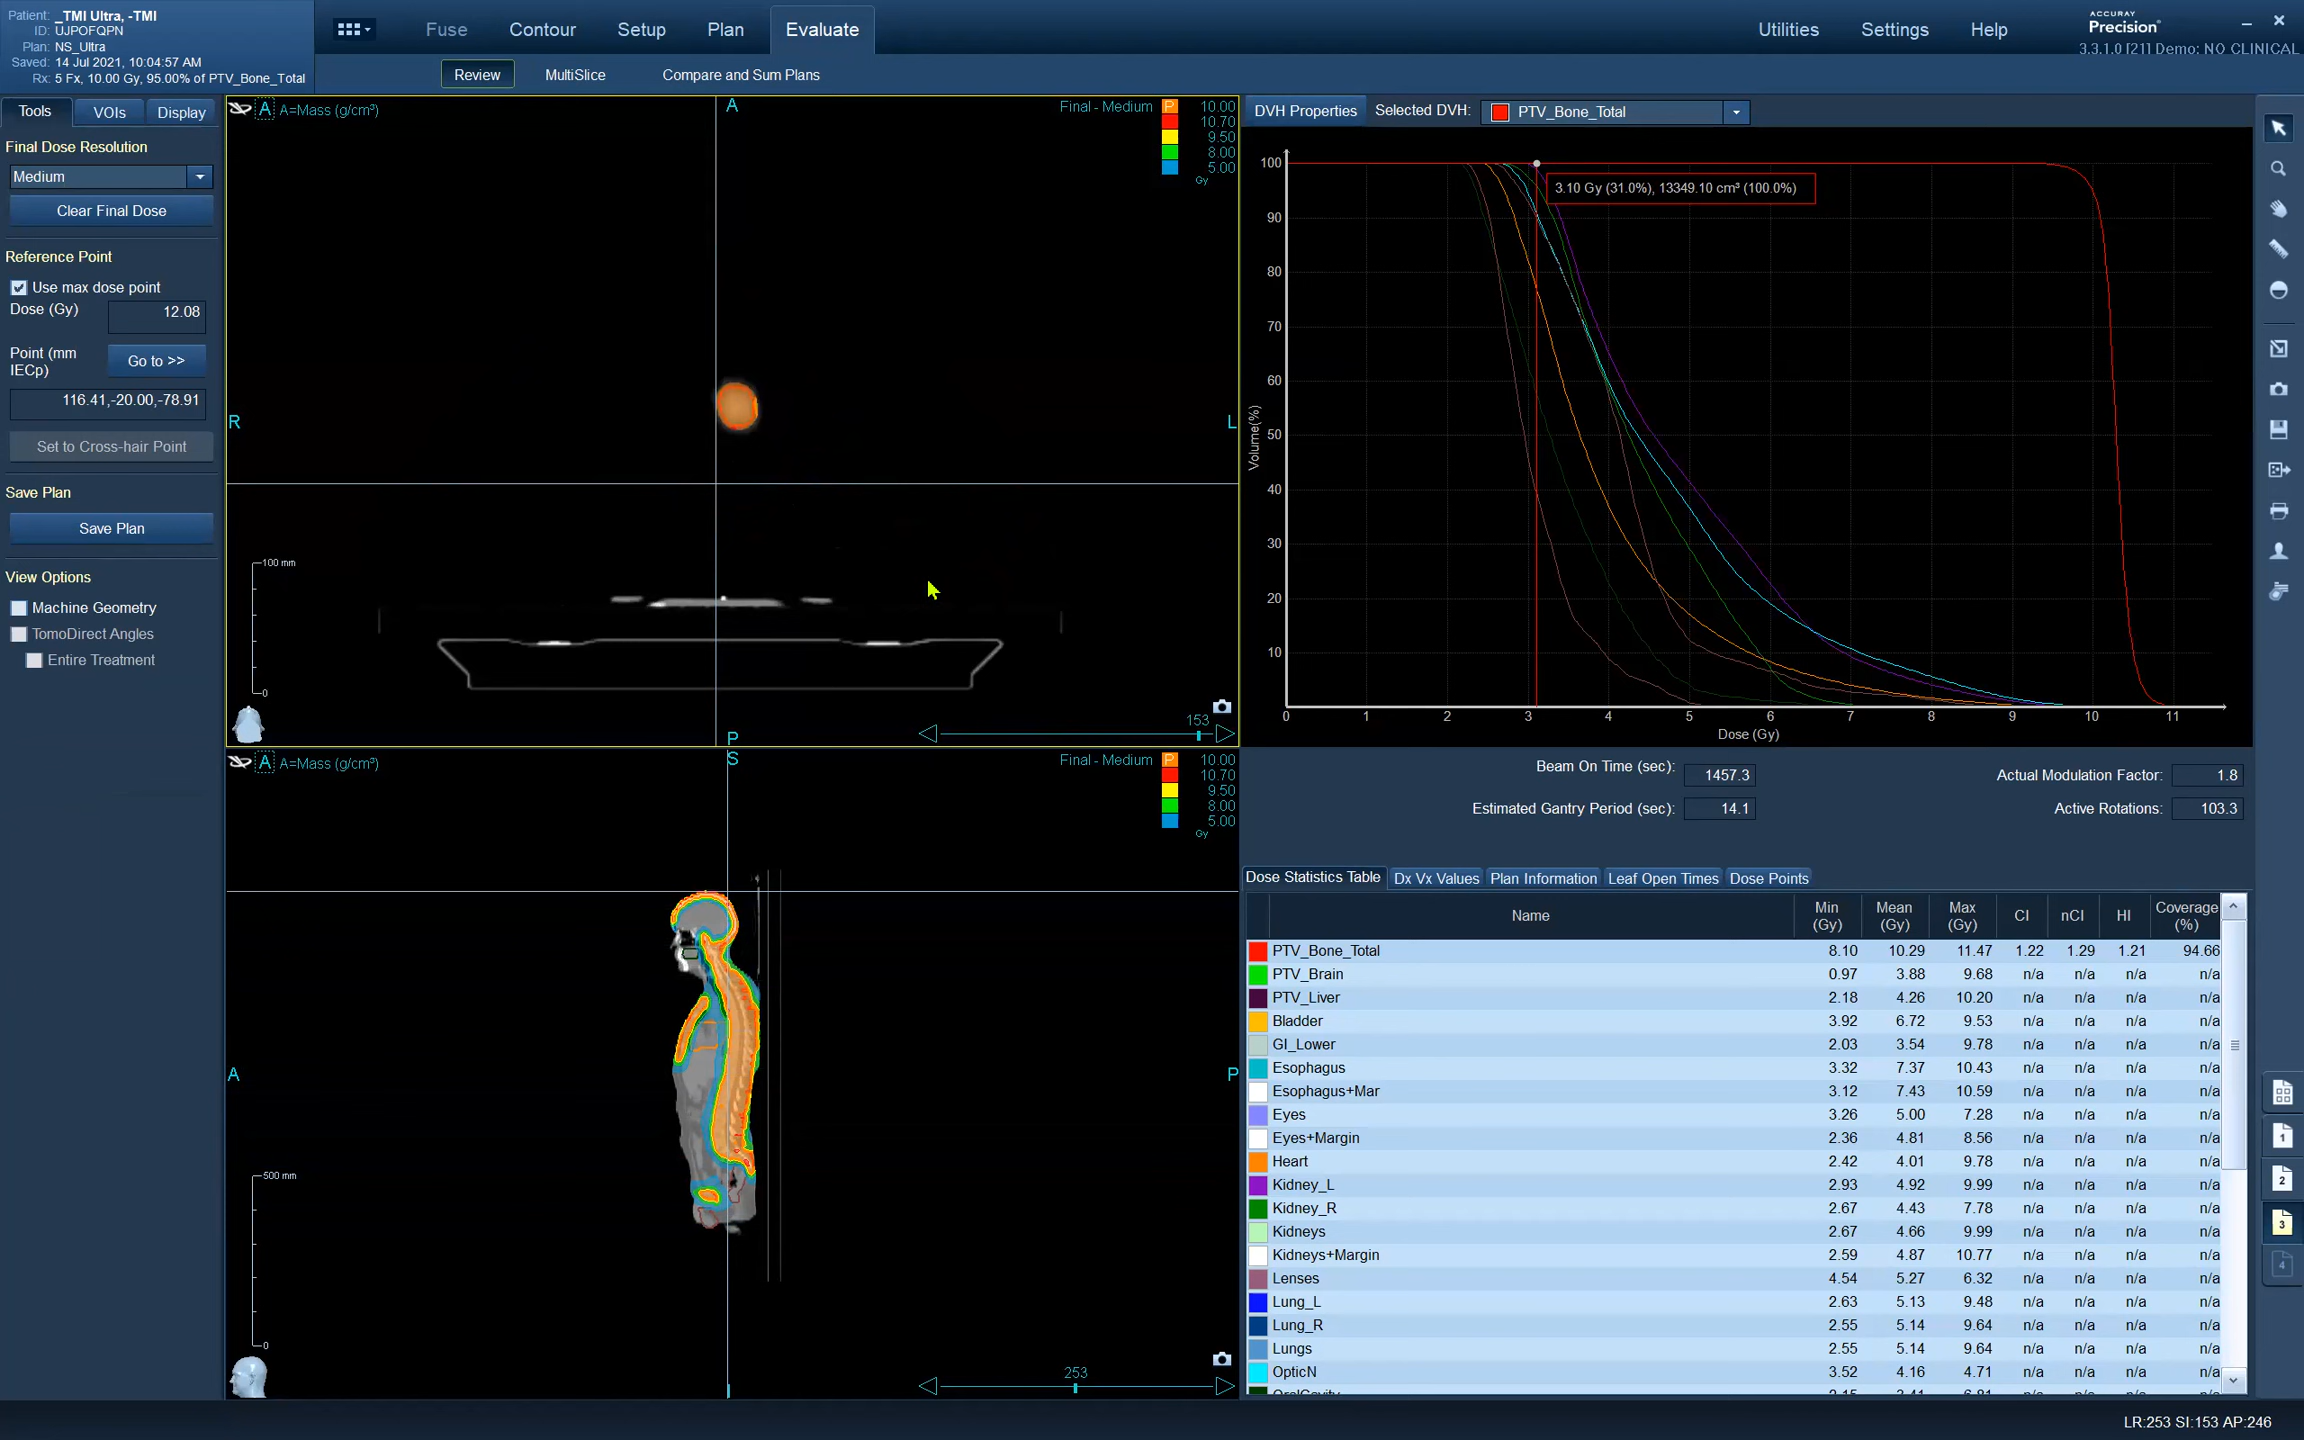 Patient: _TMI Ultra, -TMI
ID: UJPOFQPN
Plan: NS_Ultra
Saved: 14 Jul 2021, 10:04:57 AM
Rx: 5 Fx, 10.00 Gy, 95.00% of PTV_Bone_Total
Fuse Contour Setup Plan Evaluate
Utilities Settings Help
ACCURAY
Precision®
3.3.1.0 [21] Demo: NO CLINICAL
Review MultiSlice Compare and Sum Plans
Tools VOIs Display
Final Dose Resolution
Medium
Clear Final Dose
Reference Point
Use max dose point
Dose (Gy) 12.08
Point (mm IECp) Go to >>
116.41,-20.00,-78.91
Set to Cross-hair Point
Save Plan
Save Plan
View Options
Machine Geometry
TomoDirect Angles
Entire Treatment
A A=Mass (g/cm³) A Final - Medium P 10.00
10.70
9.50
8.00
5.00
Gy
R L
100 mm
0
153
P
A A=Mass (g/cm³) S Final - Medium P 10.00
10.70
9.50
8.00
5.00
Gy
A P
500 mm
0
253
I
DVH Properties Selected DVH: PTV_Bone_Total
3.10 Gy (31.0%), 13349.10 cm³ (100.0%)
100
90
80
70
60
50
40
30
20
10
Volume(%)
0 1 2 3 4 5 6 7 8 9 10 11
Dose (Gy)
Beam On Time (sec): 1457.3 Actual Modulation Factor: 1.8
Estimated Gantry Period (sec): 14.1 Active Rotations: 103.3
Dose Statistics Table Dx Vx Values Plan Information Leaf Open Times Dose Points
Name Min (Gy) Mean (Gy) Max (Gy) CI nCI HI Coverage (%)
PTV_Bone_Total 8.10 10.29 11.47 1.22 1.29 1.21 94.66
PTV_Brain 0.97 3.88 9.68 n/a n/a n/a n/a
PTV_Liver 2.18 4.26 10.20 n/a n/a n/a n/a
Bladder 3.92 6.72 9.53 n/a n/a n/a n/a
GI_Lower 2.03 3.54 9.78 n/a n/a n/a n/a
Esophagus 3.32 7.37 10.43 n/a n/a n/a n/a
Esophagus+Mar 3.12 7.43 10.59 n/a n/a n/a n/a
Eyes 3.26 5.00 7.28 n/a n/a n/a n/a
Eyes+Margin 2.36 4.81 8.56 n/a n/a n/a n/a
Heart 2.42 4.01 9.78 n/a n/a n/a n/a
Kidney_L 2.93 4.92 9.99 n/a n/a n/a n/a
Kidney_R 2.67 4.43 7.78 n/a n/a n/a n/a
Kidneys 2.67 4.66 9.99 n/a n/a n/a n/a
Kidneys+Margin 2.59 4.87 10.77 n/a n/a n/a n/a
Lenses 4.54 5.27 6.32 n/a n/a n/a n/a
Lung_L 2.63 5.13 9.48 n/a n/a n/a n/a
Lung_R 2.55 5.14 9.64 n/a n/a n/a n/a
Lungs 2.55 5.14 9.64 n/a n/a n/a n/a
OpticN 3.52 4.16 4.71 n/a n/a n/a n/a
OralCavity 2.15 3.41 6.81 n/a n/a n/a n/a
1
2
3
4
LR:253 SI:153 AP:246